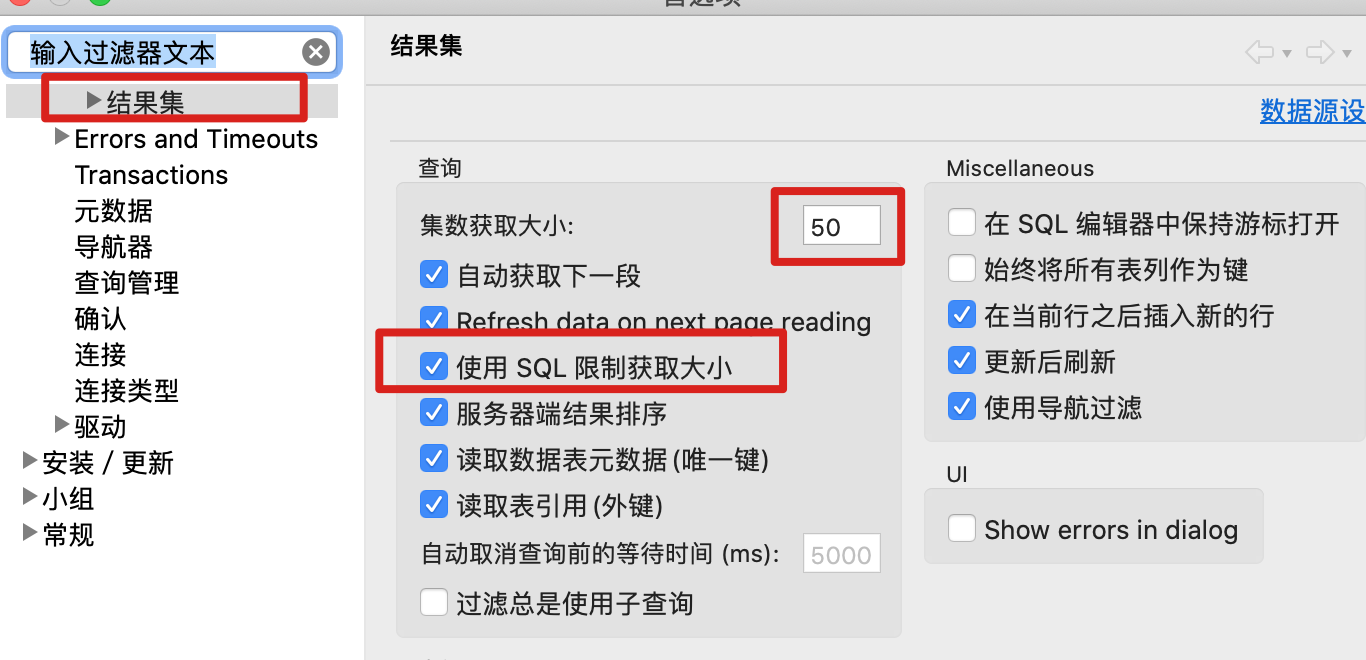 首选项
输入过滤器文本
结果集
Errors and Timeouts
Transactions
元数据
导航器
查询管理
确认
连接
连接类型
驱动
安装 / 更新
小组
常规
结果集
数据源设
查询
集数获取大小:
50
自动获取下一段
Refresh data on next page reading
使用 SQL 限制获取大小
服务器端结果排序
读取数据表元数据(唯一键)
读取表引用(外键)
自动取消查询前的等待时间 (ms):
5000
过滤总是使用子查询
Miscellaneous
在 SQL 编辑器中保持游标打开
始终将所有表列作为键
在当前行之后插入新的行
更新后刷新
使用导航过滤
UI
Show errors in dialog